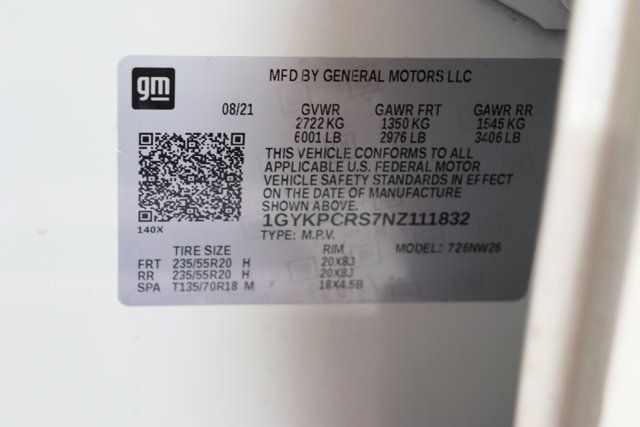 gm
MFD BY GENERAL MOTORS LLC
08/21 GVWR GAWR FRT GAWR RR
2722 KG 1350 KG 1545 KG
6001 LB 2976 LB 3406 LB
THIS VEHICLE CONFORMS TO ALL
APPLICABLE U.S. FEDERAL MOTOR
VEHICLE SAFETY STANDARDS IN EFFECT
ON THE DATE OF MANUFACTURE
SHOWN ABOVE.
1GYKPCRS7NZ111832
140X
TYPE: M.P.V. MODEL: 726NW26
TIRE SIZE RIM
FRT 235/55R20 H 20X8J
RR 235/55R20 H 20X8J
SPA T135/70R18 M 18X4.5B